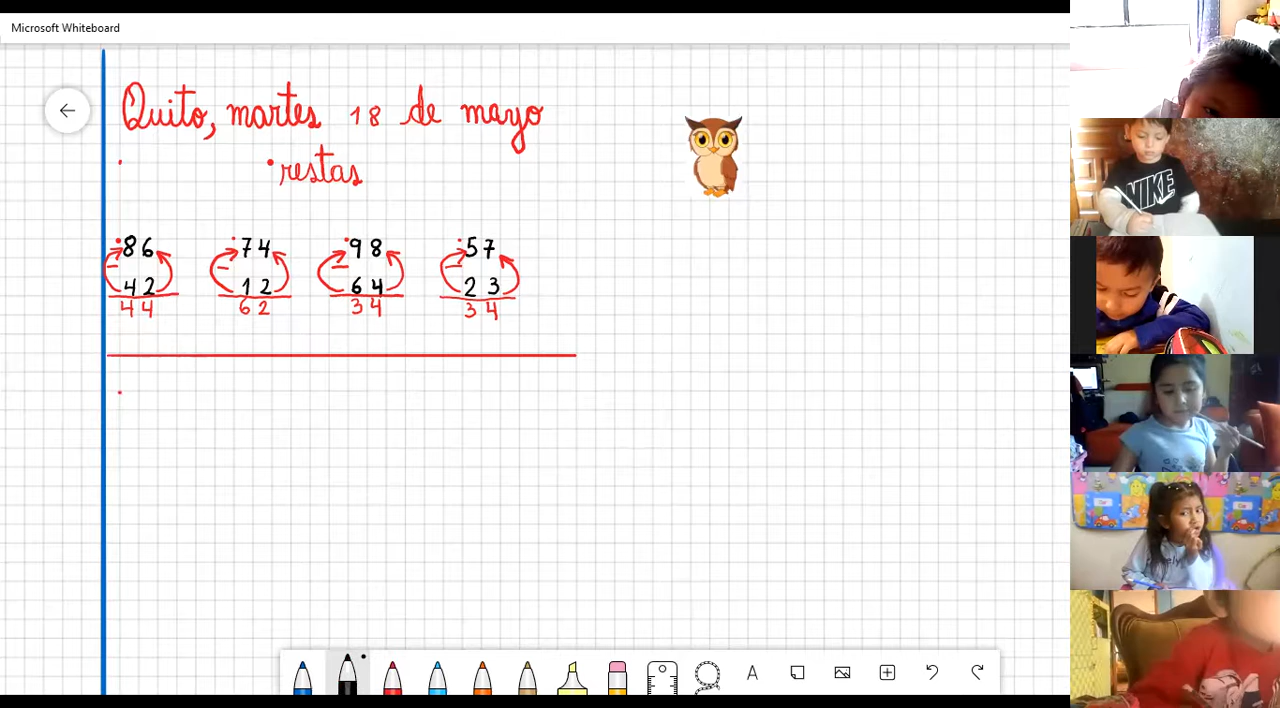 Microsoft Whiteboard
Quito, martes 18 de mayo
restas
86 74 98 57
- - - -
42 12 64 23
44 62 34 34
A
NIKE